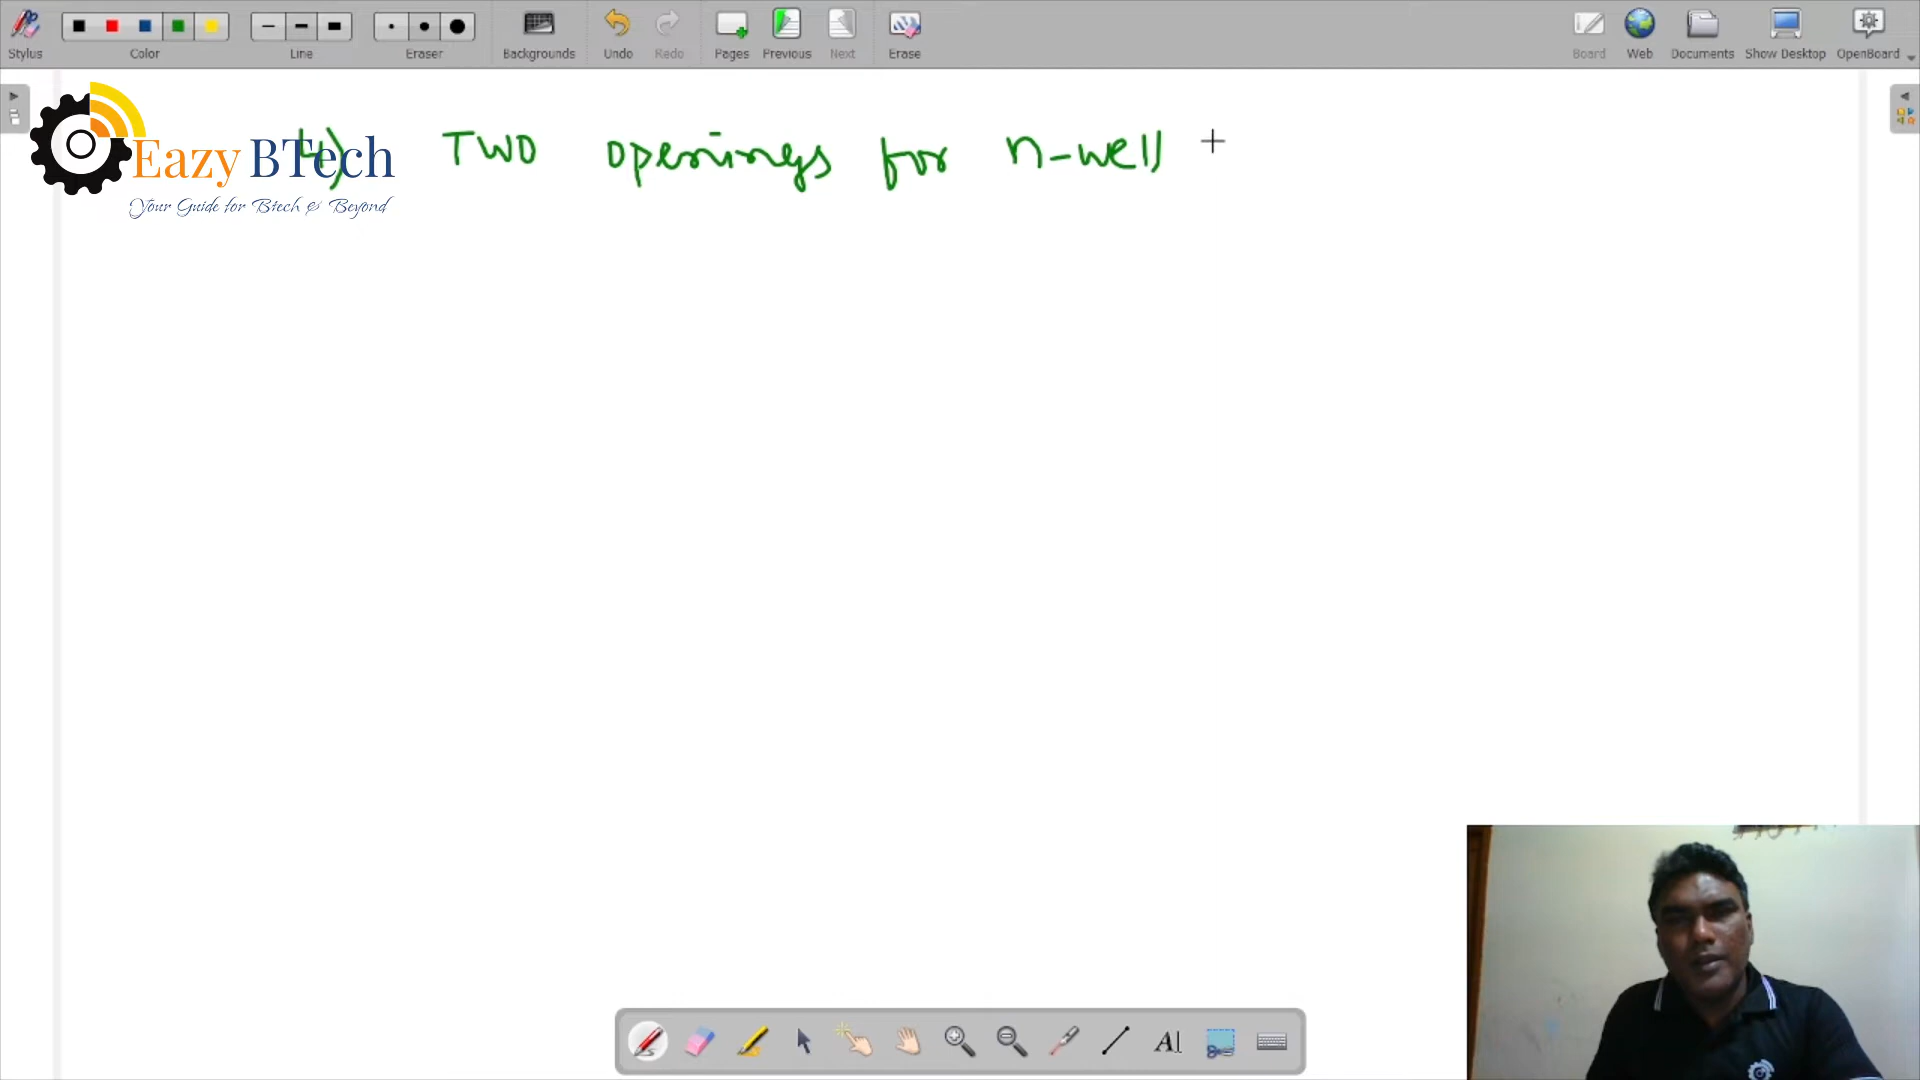 Stylus
Color
Line
Eraser
Backgrounds
Undo
Redo
Pages
Previous
Next
Erase
Board
Web
Documents
Show Desktop
OpenBoard
Eazy BTech
Your Guide for Btech & Beyond
4) TWO openings for n-well
AI